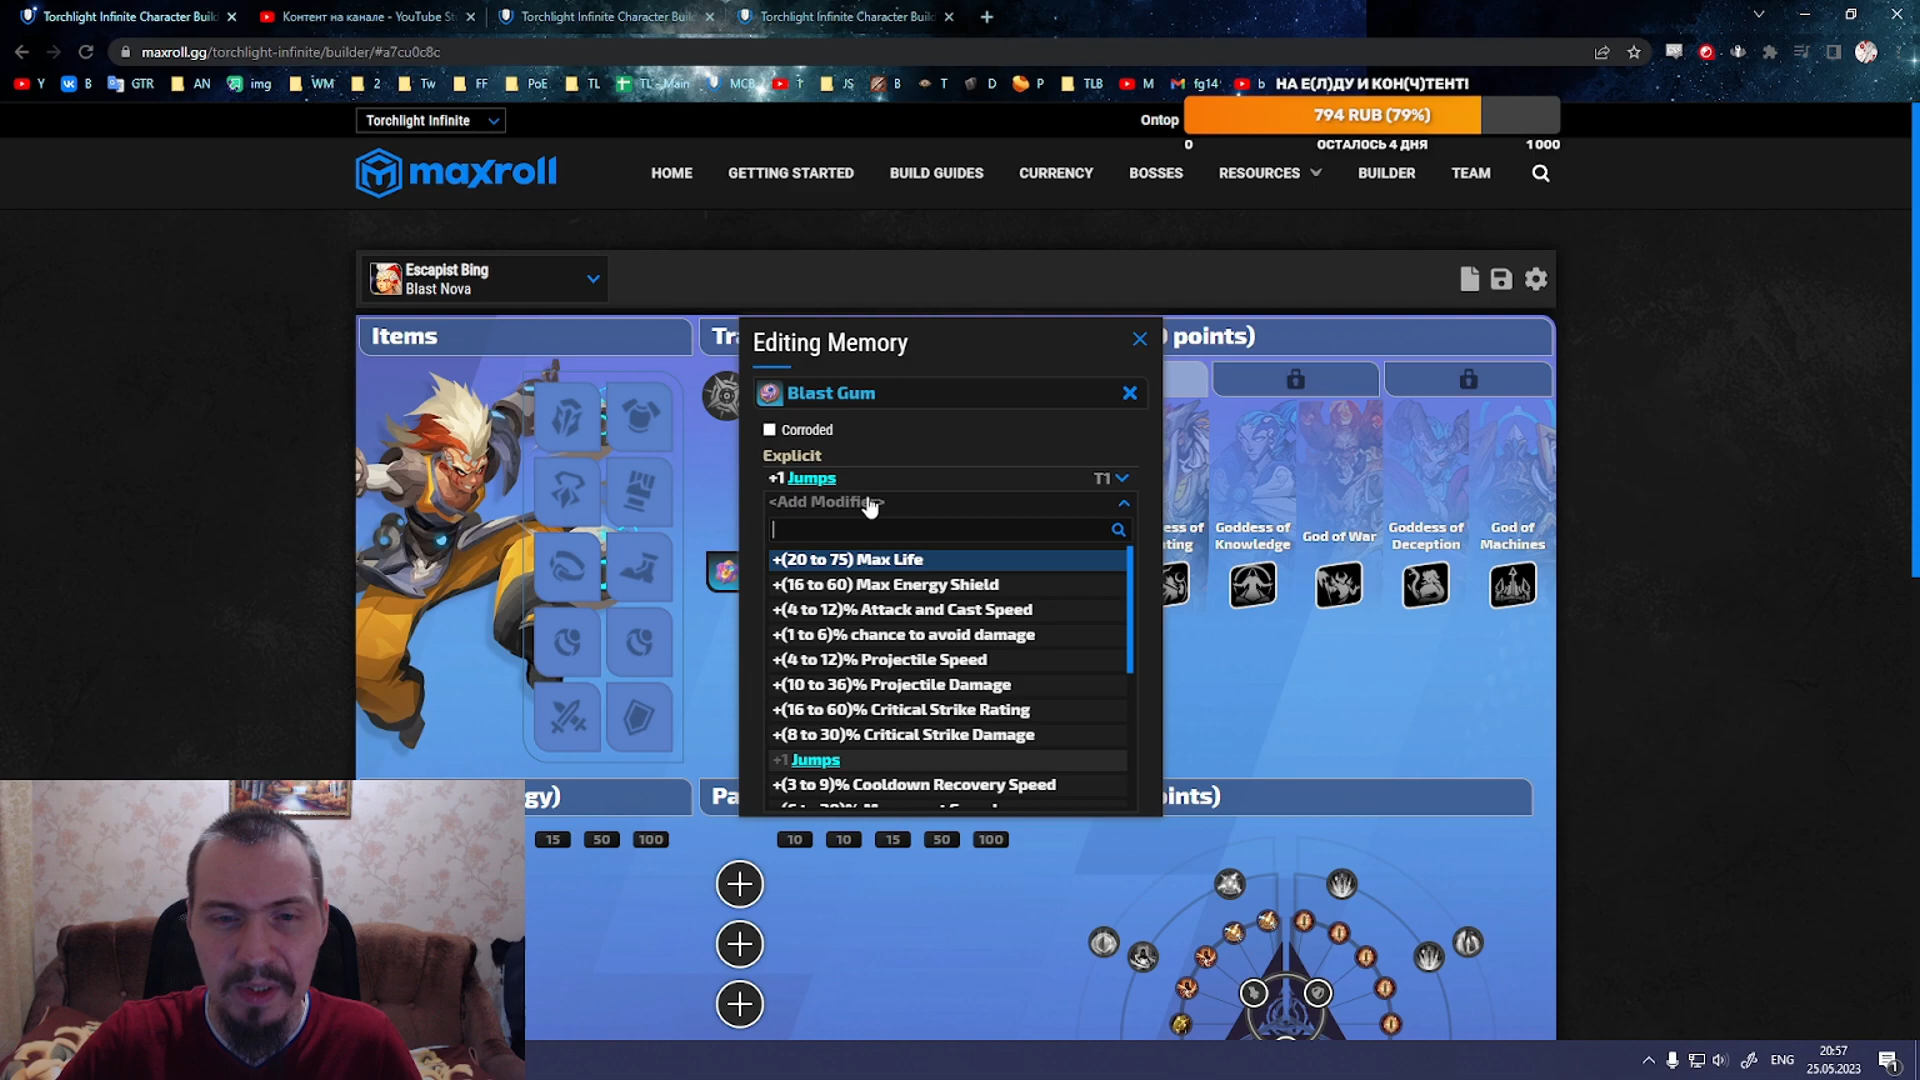 Torchlight Infinite Character Buil
Контент на канале - YouTube St
Torchlight Infinite Character Buil
Torchlight Infinite Character Buil
maxroll.gg/torchlight-infinite/builder/#a7cu0c8c
Y B GTR AN img WM 2 Tw FF PoE TL TL - Main MCB T JS B T D P TLB M fg14' b НА Е(Л)ДУ И КОН(Ч)ТЕНТ!
Torchlight Infinite
Ontop 794 RUB (79%)
0 ОСТАЛОСЬ 4 ДНЯ 1000
maxroll HOME GETTING STARTED BUILD GUIDES CURRENCY BOSSES RESOURCES BUILDER TEAM
Escapist Bing
Blast Nova
Items
Tr
points)
Editing Memory
Blast Gum
Corroded
Explicit
+1 Jumps T1
<Add Modifier>
+(20 to 75) Max Life
+(16 to 60) Max Energy Shield
+(4 to 12)% Attack and Cast Speed
+(1 to 6)% chance to avoid damage
+(4 to 12)% Projectile Speed
+(10 to 36)% Projectile Damage
+(16 to 60)% Critical Strike Rating
+(8 to 30)% Critical Strike Damage
+1 Jumps
+(3 to 9)% Cooldown Recovery Speed
ess of
ting
Goddess of
Knowledge
God of War
Goddess of
Deception
God of
Machines
gy)
Pa
ints)
15 50 100
10 10 15 50 100
ENG
20:57
25.05.2023
1